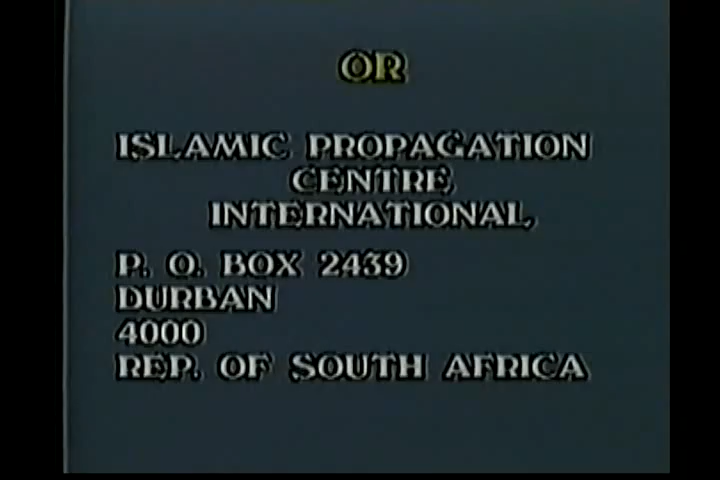 OR
ISLAMIC PROPAGATION
CENTRE
INTERNATIONAL,
P. O. BOX 2439
DURBAN
4000
REP. OF SOUTH AFRICA